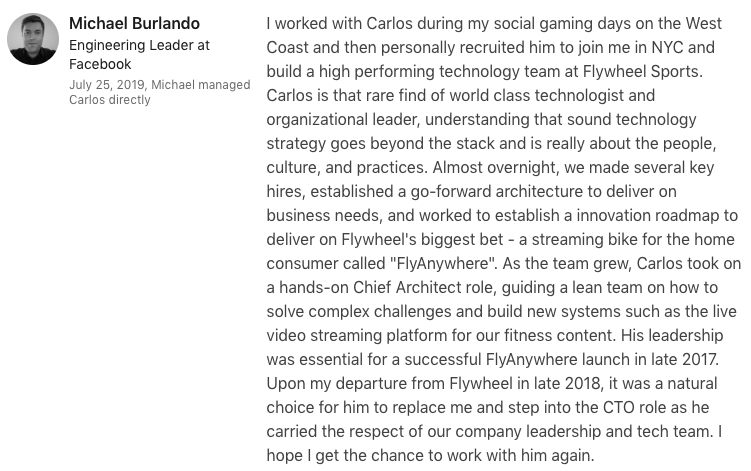 Michael Burlando
Engineering Leader at
Facebook
July 25, 2019, Michael managed
Carlos directly
I worked with Carlos during my social gaming days on the West
Coast and then personally recruited him to join me in NYC and
build a high performing technology team at Flywheel Sports.
Carlos is that rare find of world class technologist and
organizational leader, understanding that sound technology
strategy goes beyond the stack and is really about the people,
culture, and practices. Almost overnight, we made several key
hires, established a go-forward architecture to deliver on
business needs, and worked to establish a innovation roadmap to
deliver on Flywheel's biggest bet - a streaming bike for the home
consumer called "FlyAnywhere". As the team grew, Carlos took on
a hands-on Chief Architect role, guiding a lean team on how to
solve complex challenges and build new systems such as the live
video streaming platform for our fitness content. His leadership
was essential for a successful FlyAnywhere launch in late 2017.
Upon my departure from Flywheel in late 2018, it was a natural
choice for him to replace me and step into the CTO role as he
carried the respect of our company leadership and tech team. I
hope I get the chance to work with him again.